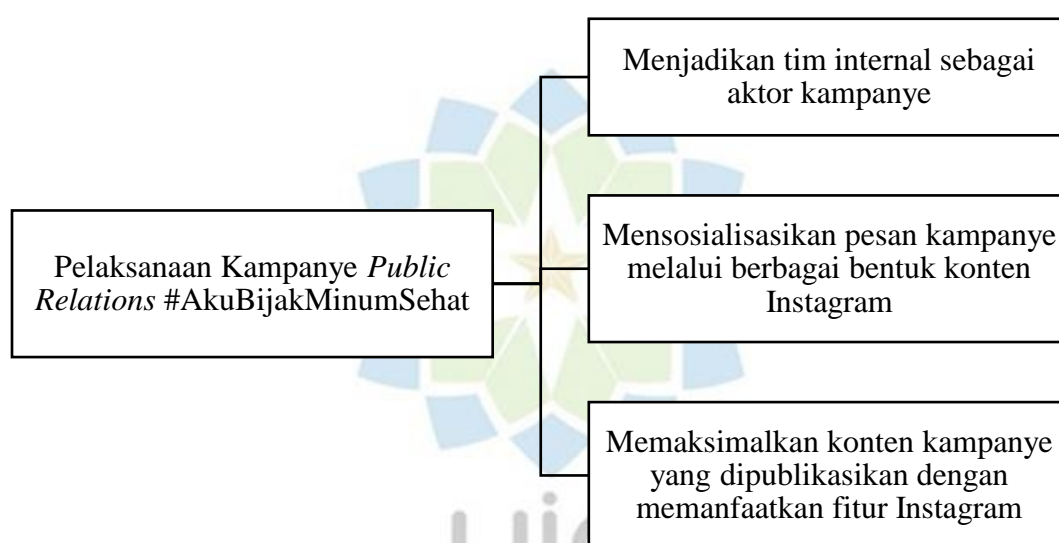 Menjadikan tim internal sebagai
aktor kampanye
Pelaksanaan Kampanye Public
Relations #AkuBijakMinumSehat
Mensosialisasikan pesan kampanye
melalui berbagai bentuk konten
Instagram
Memaksimalkan konten kampanye
yang dipublikasikan dengan
memanfaatkan fitur Instagram